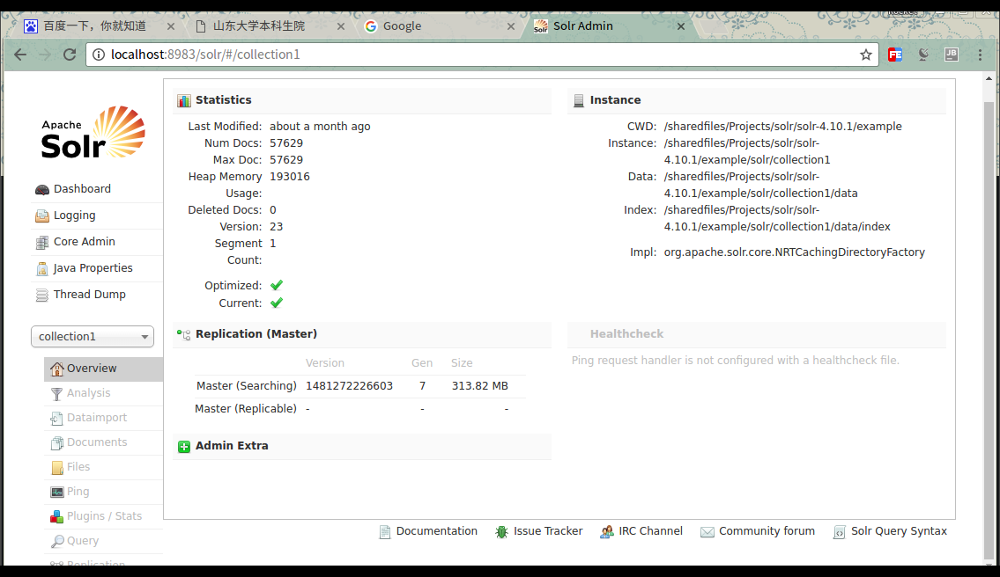 百度一下，你就知道
山东大学本科生院
Google
Solr Admin
localhost:8983/solr/#/collection1
Apache
Solr
Dashboard
Logging
Core Admin
Java Properties
Thread Dump
collection1
Overview
Analysis
Dataimport
Documents
Files
Ping
Plugins / Stats
Query
Replication
Statistics
Last Modified: about a month ago
Num Docs: 57629
Max Doc: 57629
Heap Memory 193016
Usage:
Deleted Docs: 0
Version: 23
Segment 1
Count:
Optimized:
Current:
Instance
CWD: /sharedfiles/Projects/solr/solr-4.10.1/example
Instance: /sharedfiles/Projects/solr/solr-
4.10.1/example/solr/collection1
Data: /sharedfiles/Projects/solr/solr-
4.10.1/example/solr/collection1/data
Index: /sharedfiles/Projects/solr/solr-
4.10.1/example/solr/collection1/data/index
Impl: org.apache.solr.core.NRTCachingDirectoryFactory
Replication (Master)
Version Gen Size
Master (Searching) 1481272226603 7 313.82 MB
Master (Replicable) - - -
Healthcheck
Ping request handler is not configured with a healthcheck file.
Admin Extra
Documentation
Issue Tracker
IRC Channel
Community forum
Solr Query Syntax